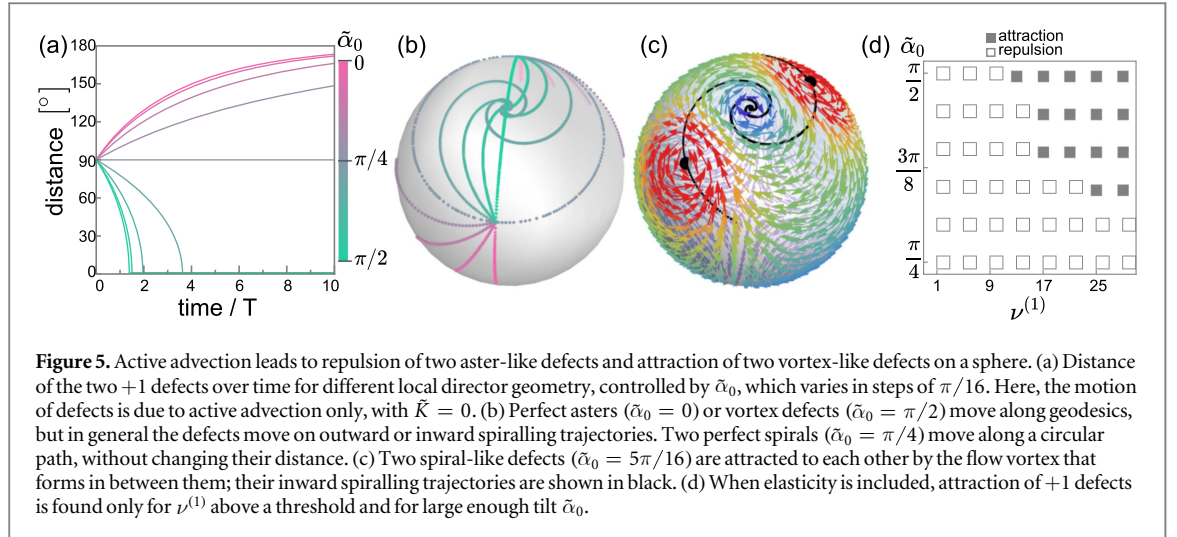 (a)
180
150
120
90
60
30
0
distance [°]
0 2 4 6 8 10
time / T
α̃₀
0
π/4
π/2
(b)
(c)
(d)
α̃₀
attraction
repulsion
π/2
3π/8
π/4
1 9 17 25
ν⁽¹⁾
Figure 5. Active advection leads to repulsion of two aster-like defects and attraction of two vortex-like defects on a sphere. (a) Distance
of the two +1 defects over time for different local director geometry, controlled by α̃₀, which varies in steps of π/16. Here, the motion
of defects is due to active advection only, with K̃ = 0. (b) Perfect asters (α̃₀ = 0) or vortex defects (α̃₀ = π/2) move along geodesics,
but in general the defects move on outward or inward spiralling trajectories. Two perfect spirals (α̃₀ = π/4) move along a circular
path, without changing their distance. (c) Two spiral-like defects (α̃₀ = 5π/16) are attracted to each other by the flow vortex that
forms in between them; their inward spiralling trajectories are shown in black. (d) When elasticity is included, attraction of +1 defects
is found only for ν⁽¹⁾ above a threshold and for large enough tilt α̃₀.